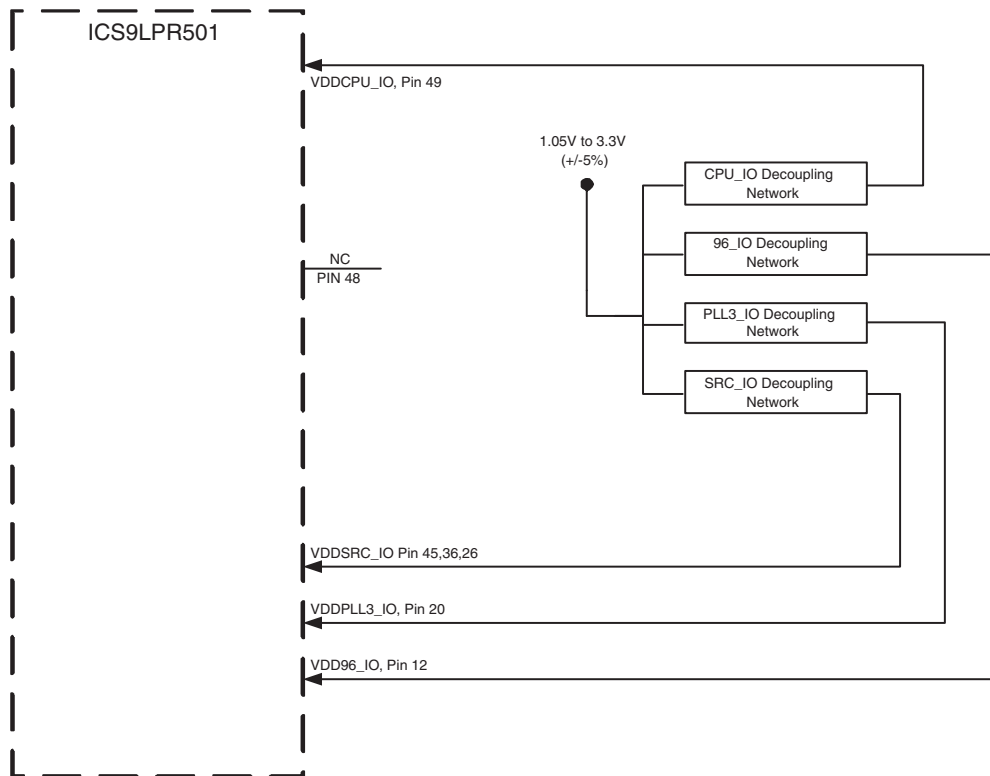 ICS9LPR501
VDDCPU_IO, Pin 49
1.05V to 3.3V
(+/-5%)
CPU_IO Decoupling
Network
96_IO Decoupling
Network
NC
PIN 48
PLL3_IO Decoupling
Network
SRC_IO Decoupling
Network
VDDSRC_IO Pin 45,36,26
VDDPLL3_IO, Pin 20
VDD96_IO, Pin 12